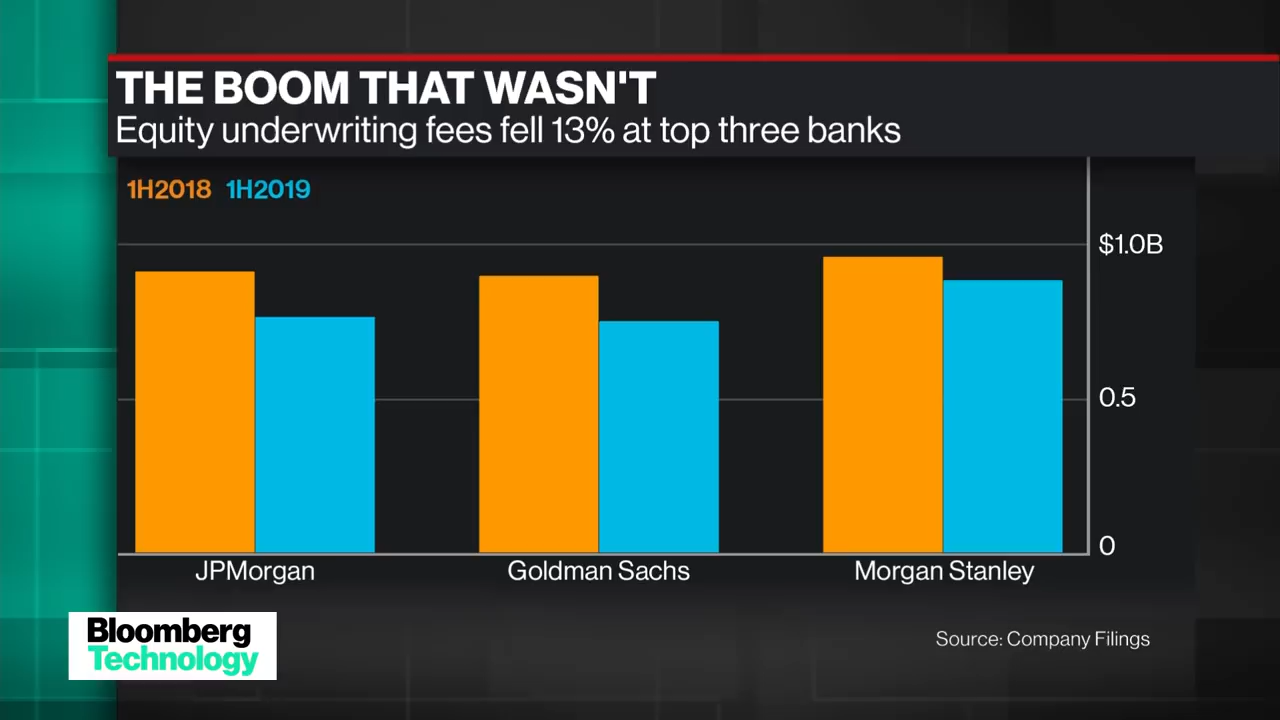 THE BOOM THAT WASN'T
Equity underwriting fees fell 13% at top three banks
1H2018 1H2019
$1.0B
0.5
0
JPMorgan Goldman Sachs Morgan Stanley
Source: Company Filings
Bloomberg
Technology